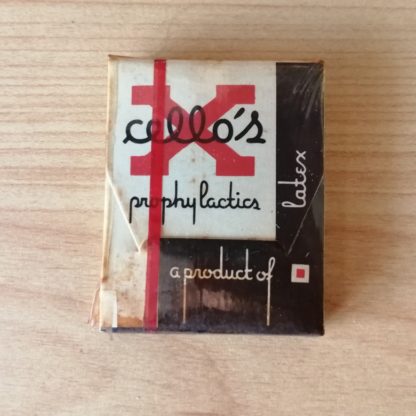 X
cello's
prophylactics
latex
a product of